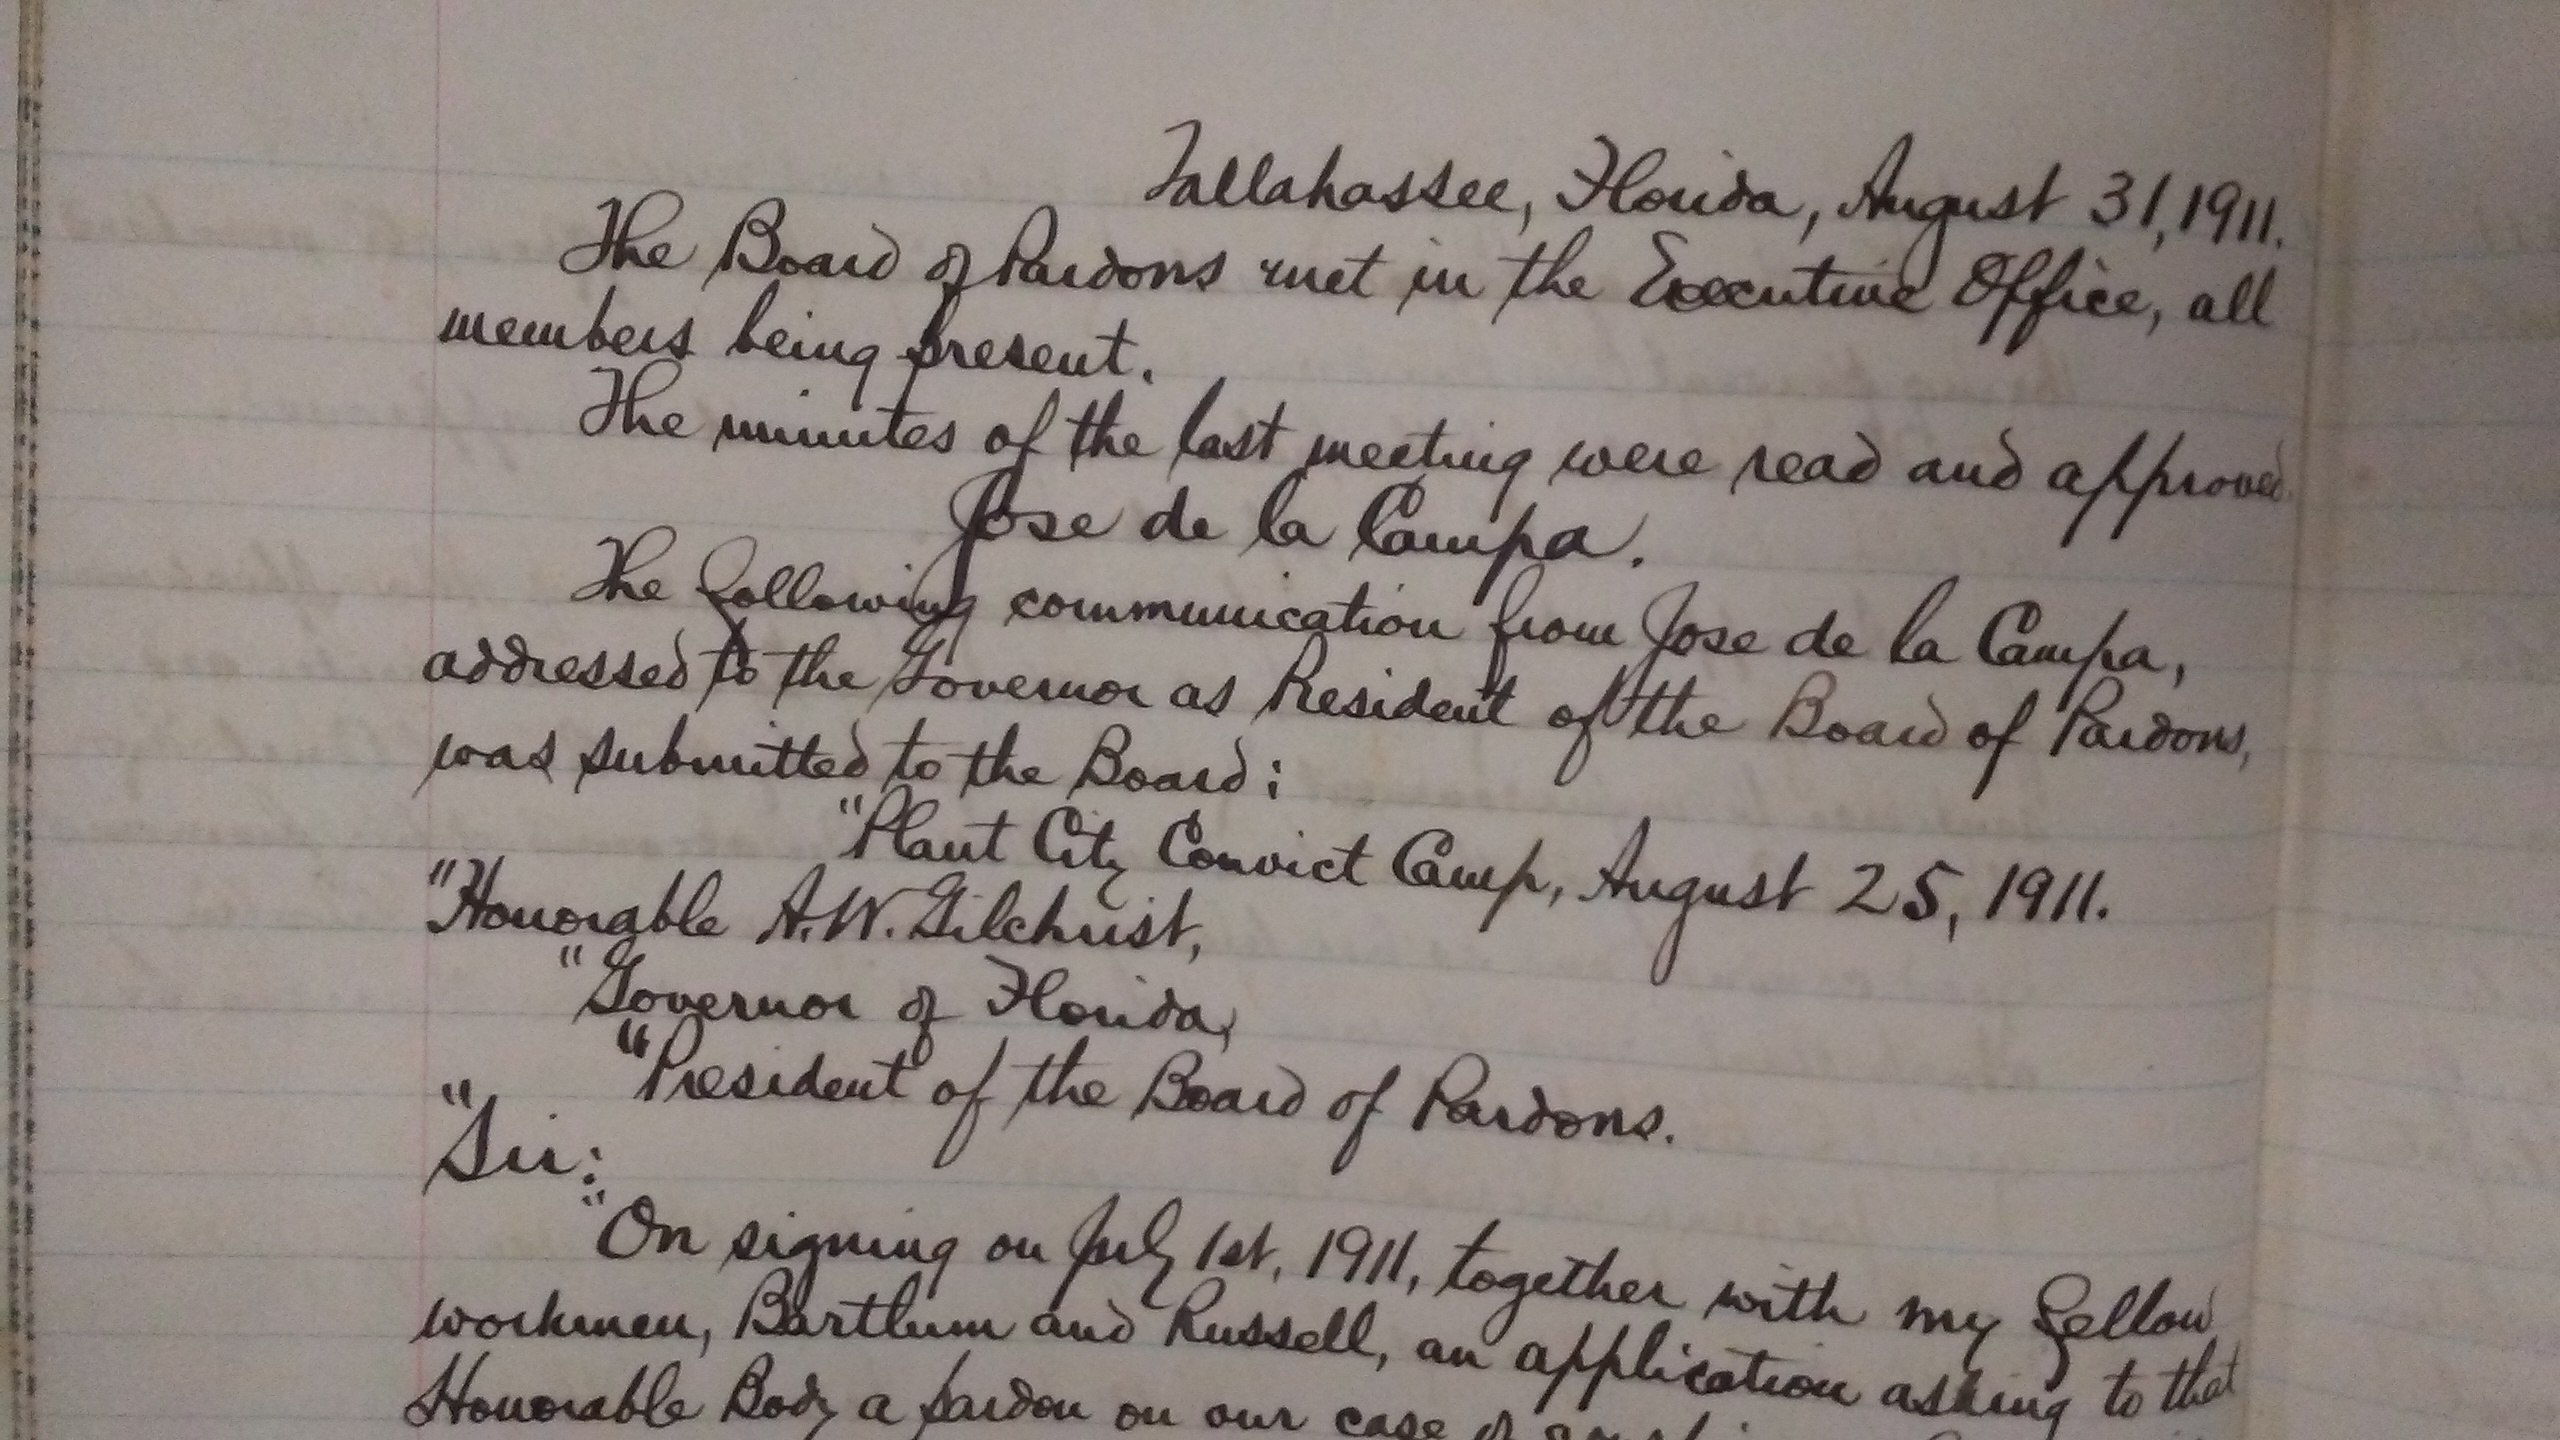 Tallahassee, Florida, August 31, 1911.
The Board of Pardons met in the Executive Office, all
members being present.
The minutes of the last meeting were read and approved.
Jose de la Campa.
The following communication from Jose de la Campa,
addressed to the Governor as President of the Board of Pardons,
was submitted to the Board:
"Plant City Convict Camp, August 25, 1911.
"Honorable A. W. Gilchrist,
"Governor of Florida,
"President of the Board of Pardons.
"Sir:
"On signing on July 1st, 1911, together with my fellow
workmen, Bartlum and Russell, an application asking to that
Honorable Body a pardon on our case of